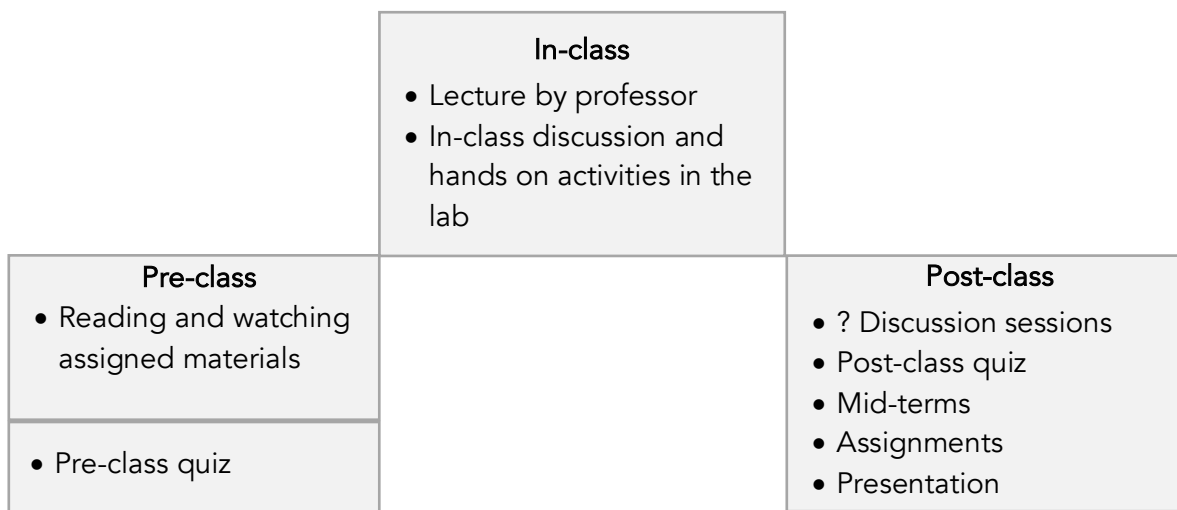 In-class
• Lecture by professor
• In-class discussion and
hands on activities in the
lab
Pre-class
• Reading and watching
assigned materials
• Pre-class quiz
Post-class
• ? Discussion sessions
• Post-class quiz
• Mid-terms
• Assignments
• Presentation